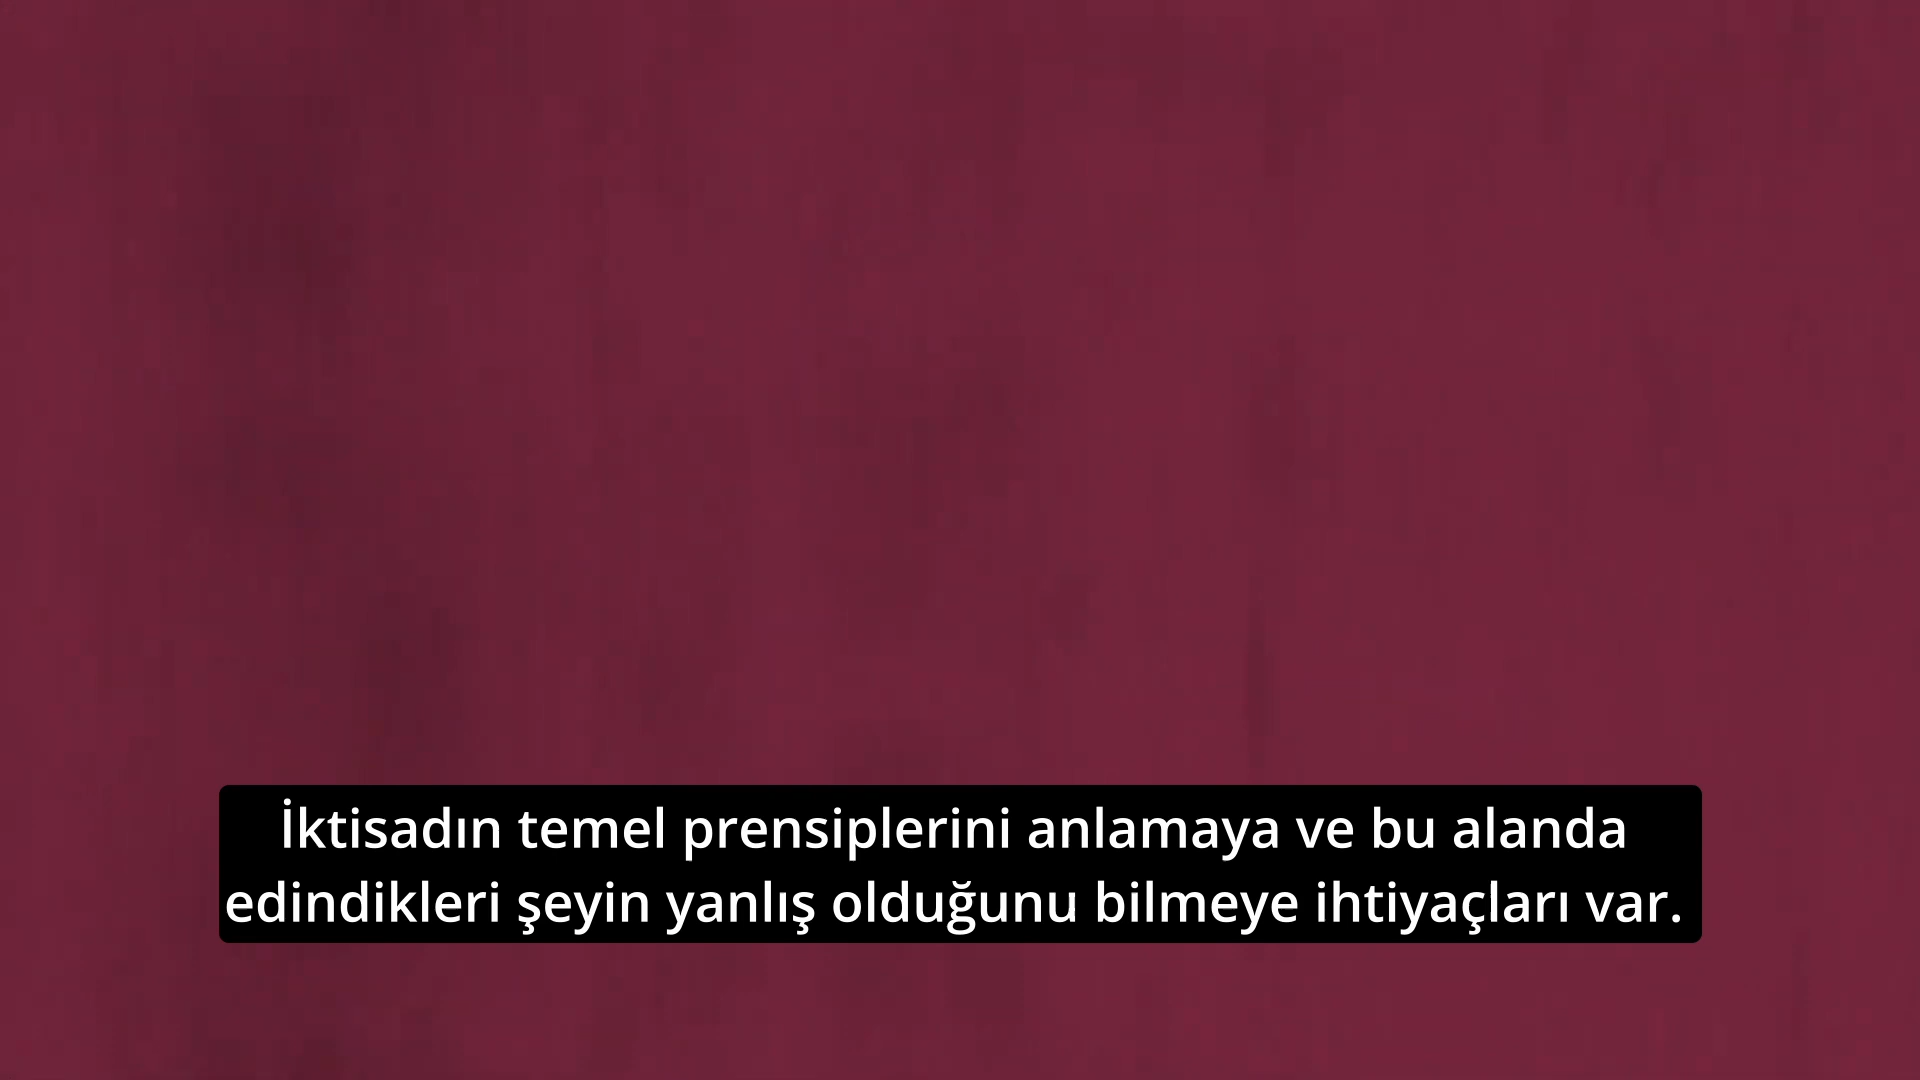 İktisadın temel prensiplerini anlamaya ve bu alanda
edindikleri şeyin yanlış olduğunu bilmeye ihtiyaçları var.